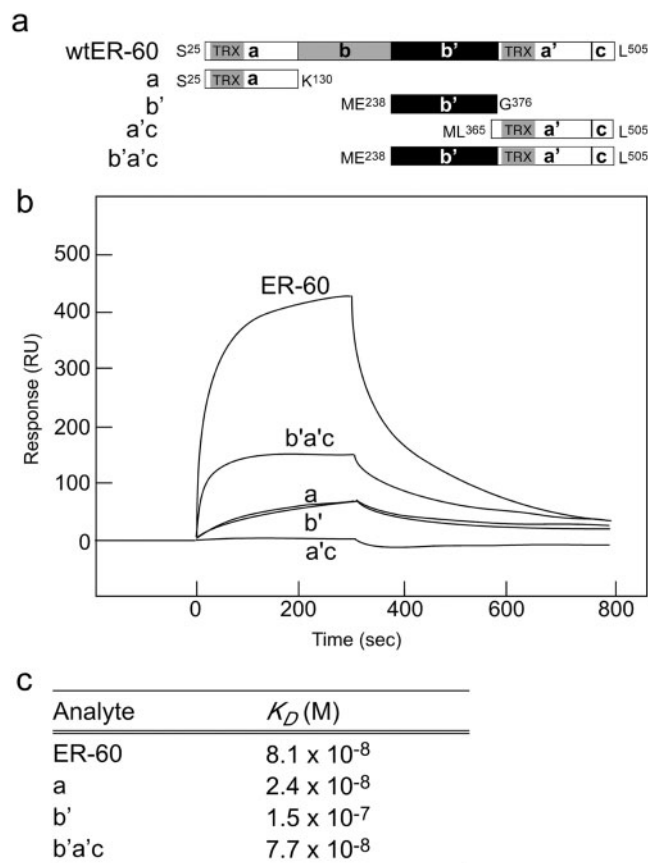 a
wtER-60 S25 TRX a b b' TRX a' c L505
a S25 TRX a K130
b' ME238 b' G376
a'c ML365 TRX a' c L505
b'a'c ME238 b' TRX a' c L505
b
500
400
300
200
100
0
Response (RU)
ER-60
b'a'c
a
b'
a'c
0 200 400 600 800
Time (sec)
c
Analyte KD (M)
ER-60 8.1 x 10-8
a 2.4 x 10-8
b' 1.5 x 10-7
b'a'c 7.7 x 10-8